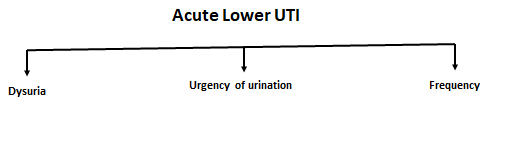 Acute Lower UTI
Dysuria
Urgency of urination
Frequency